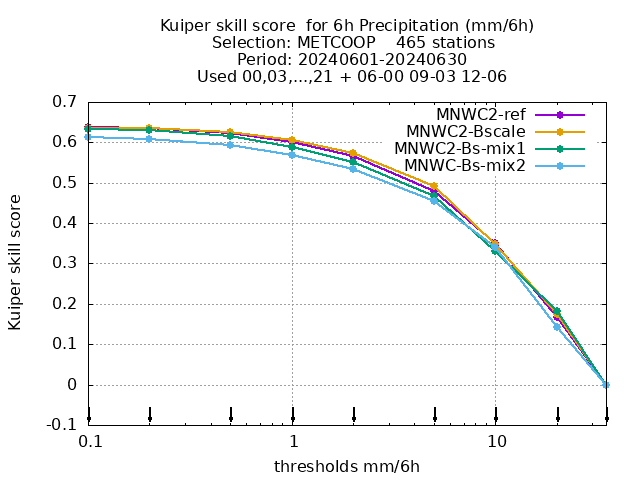 Kuiper skill score  for 6h Precipitation (mm/6h)
Selection: METCOOP    465 stations
Period: 20240601-20240630
Used 00,03,...,21 + 06-00 09-03 12-06
MNWC2-ref
MNWC2-Bscale
MNWC2-Bs-mix1
MNWC-Bs-mix2
0.7
0.6
0.5
0.4
0.3
0.2
0.1
0
-0.1
Kuiper skill score
0.1 1 10
thresholds mm/6h